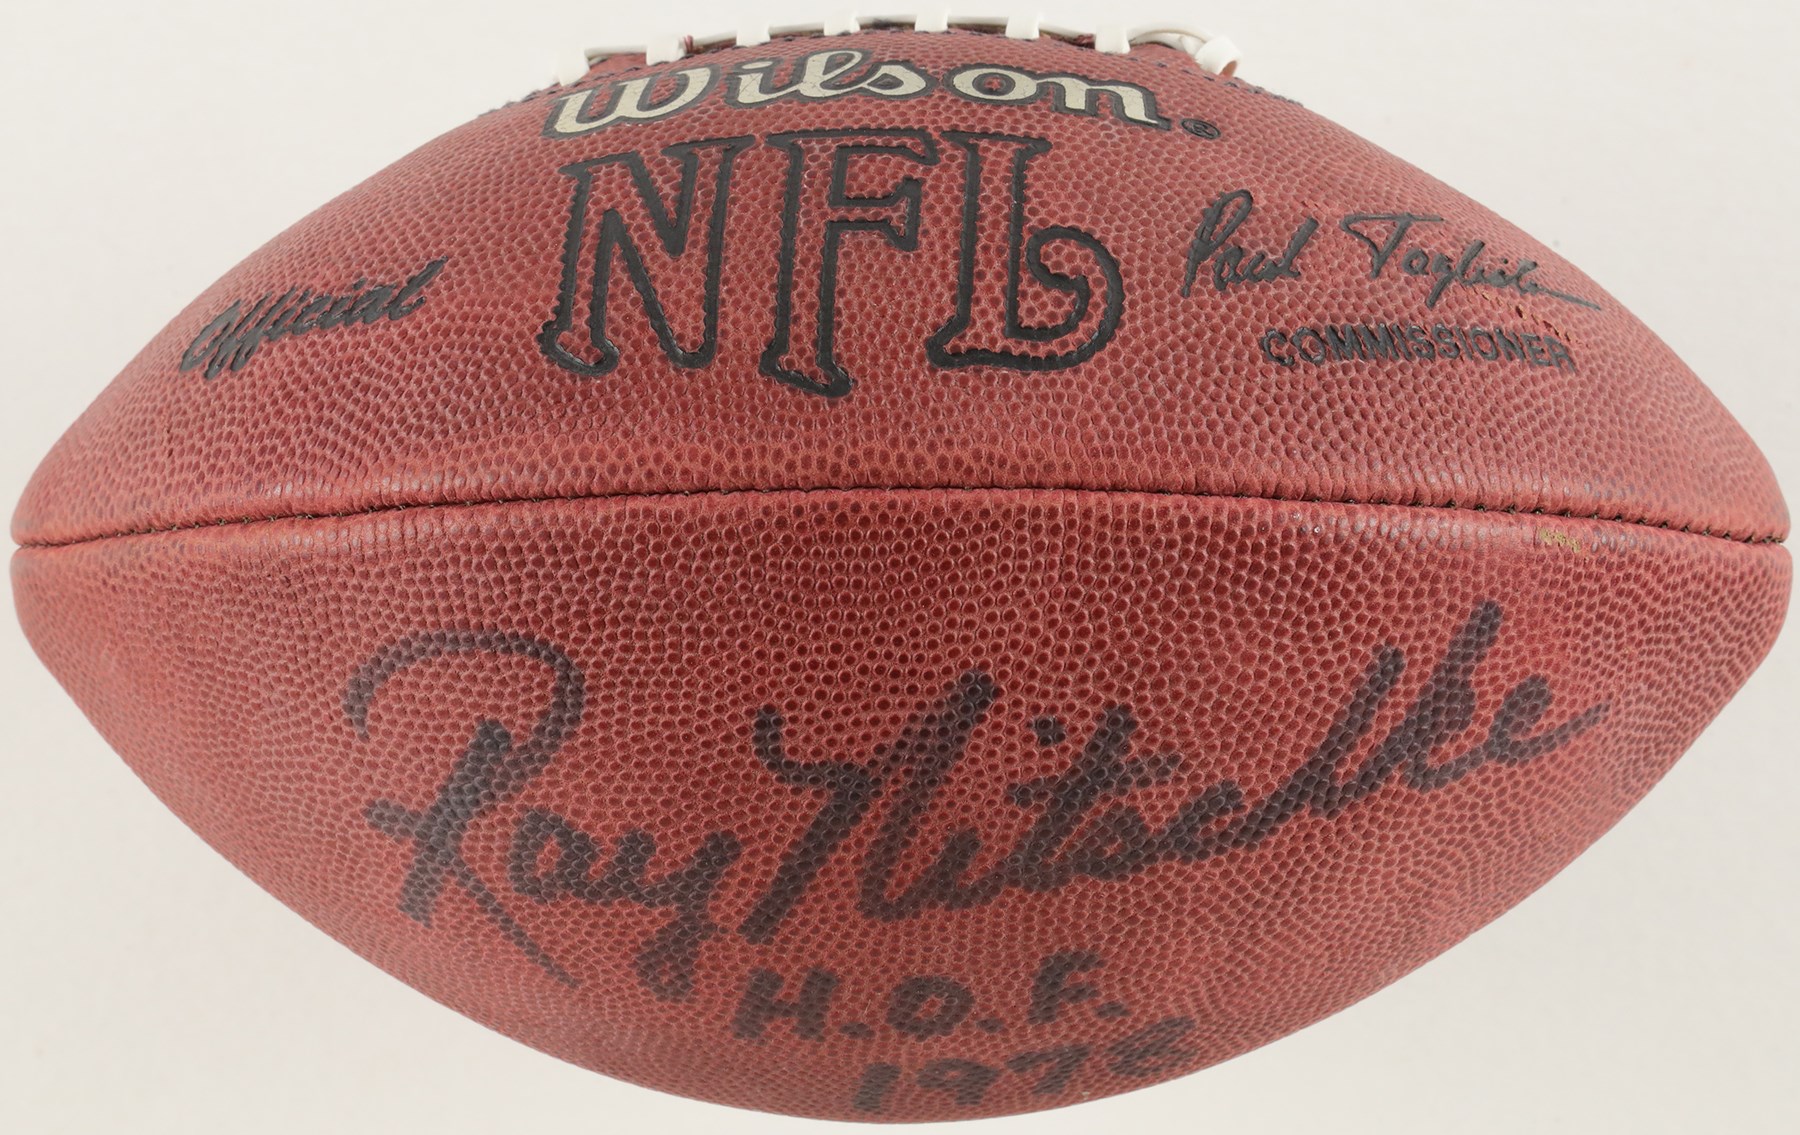 Wilson®
NFL
Official
Paul Tagliabue
COMMISSIONER
Ray Nitschke
H.O.F.
1978